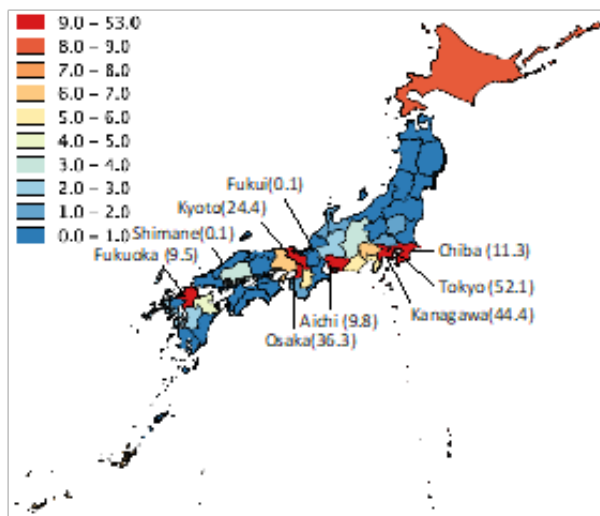 9.0 – 53.0
8.0 – 9.0
7.0 – 8.0
6.0 – 7.0
5.0 – 6.0
4.0 – 5.0
3.0 – 4.0
2.0 – 3.0
1.0 – 2.0
0.0 – 1.0
Fukui(0.1)
Kyoto(24.4)
Shimane(0.1)
Fukuoka (9.5)
Chiba (11.3)
Tokyo (52.1)
Kanagawa(44.4)
Aichi (9.8)
Osaka(36.3)